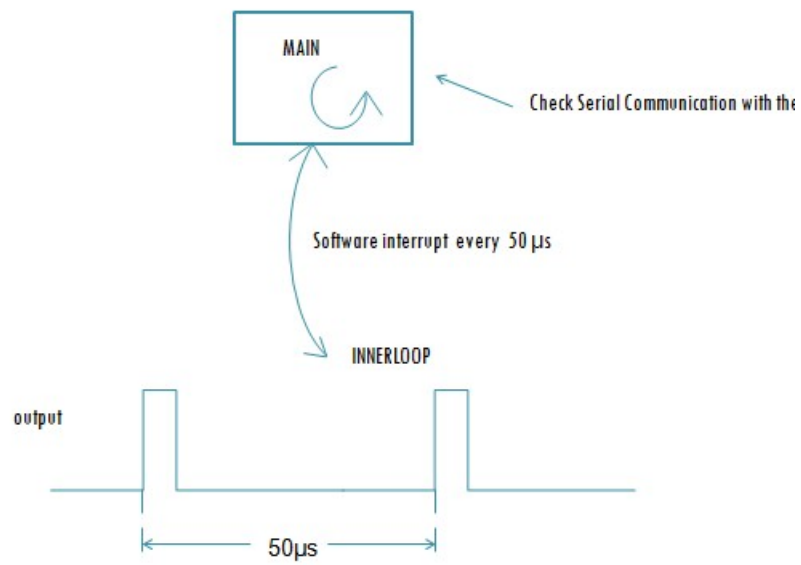 MAIN
Check Serial Communication with the
Software interrupt every 50 µs
INNERLOOP
output
50µs